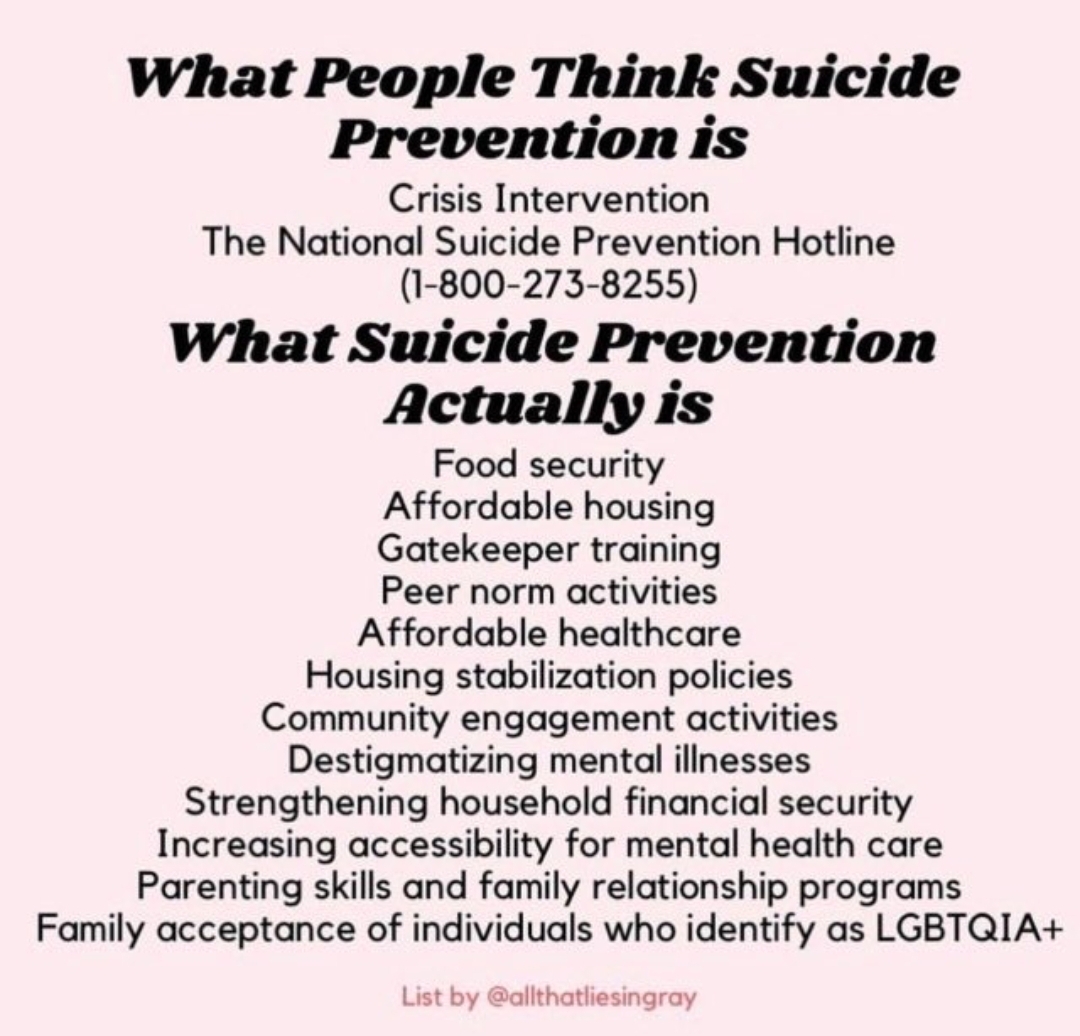 What People Think Suicide
Prevention is
Crisis Intervention
The National Suicide Prevention Hotline
(1-800-273-8255)
What Suicide Prevention
Actually is
Food security
Affordable housing
Gatekeeper training
Peer norm activities
Affordable healthcare
Housing stabilization policies
Community engagement activities
Destigmatizing mental illnesses
Strengthening household financial security
Increasing accessibility for mental health care
Parenting skills and family relationship programs
Family acceptance of individuals who identify as LGBTQIA+
List by @allthatliesingray